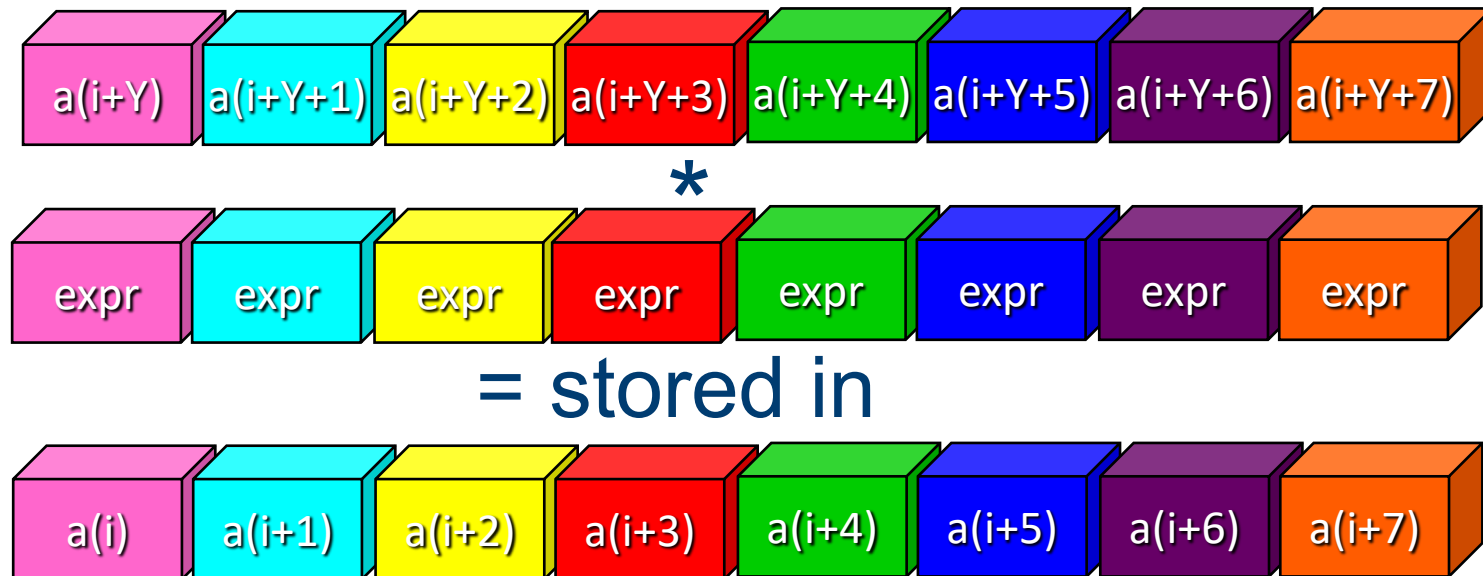 a(i+Y) a(i+Y+1) a(i+Y+2) a(i+Y+3) a(i+Y+4) a(i+Y+5) a(i+Y+6) a(i+Y+7)
*
expr expr expr expr expr expr expr expr
= stored in
a(i) a(i+1) a(i+2) a(i+3) a(i+4) a(i+5) a(i+6) a(i+7)